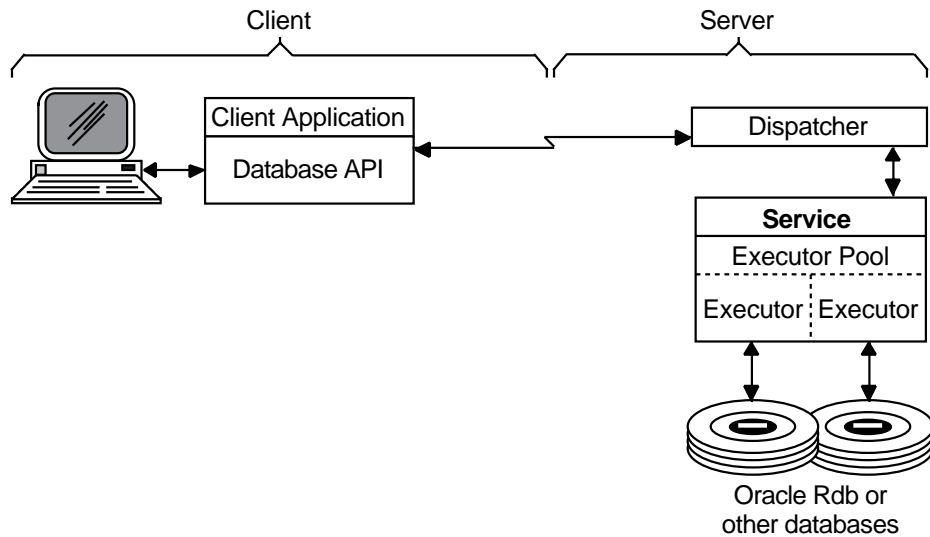 Client
Server
Client Application
Database API
Dispatcher
Service
Executor Pool
Executor
Executor
Oracle Rdb or
other databases